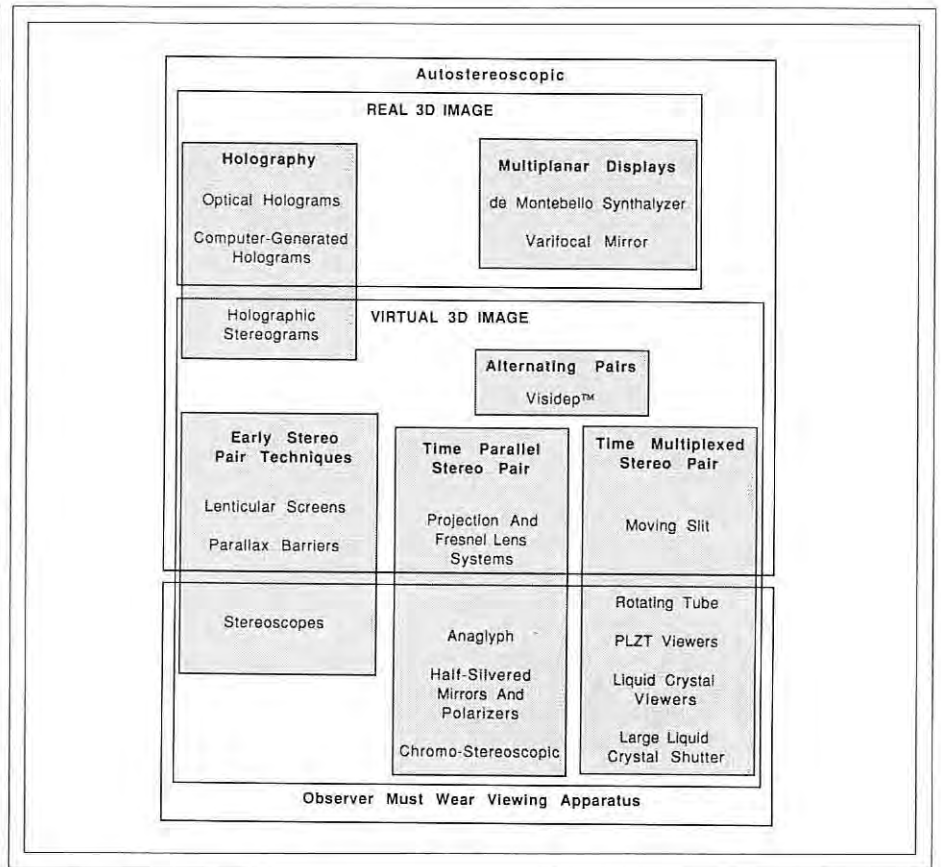 Autostereoscopic
REAL 3D IMAGE
Holography
Optical Holograms
Computer-Generated
Holograms
Multiplanar Displays
de Montebello Synthalyzer
Varifocal Mirror
Holographic
Stereograms
VIRTUAL 3D IMAGE
Alternating Pairs
Visidep™
Early Stereo
Pair Techniques
Lenticular Screens
Parallax Barriers
Stereoscopes
Time Parallel
Stereo Pair
Projection And
Fresnel Lens
Systems
Anaglyph
Half-Silvered
Mirrors And
Polarizers
Chromo-Stereoscopic
Time Multiplexed
Stereo Pair
Moving Slit
Rotating Tube
PLZT Viewers
Liquid Crystal
Viewers
Large Liquid
Crystal Shutter
Observer Must Wear Viewing Apparatus